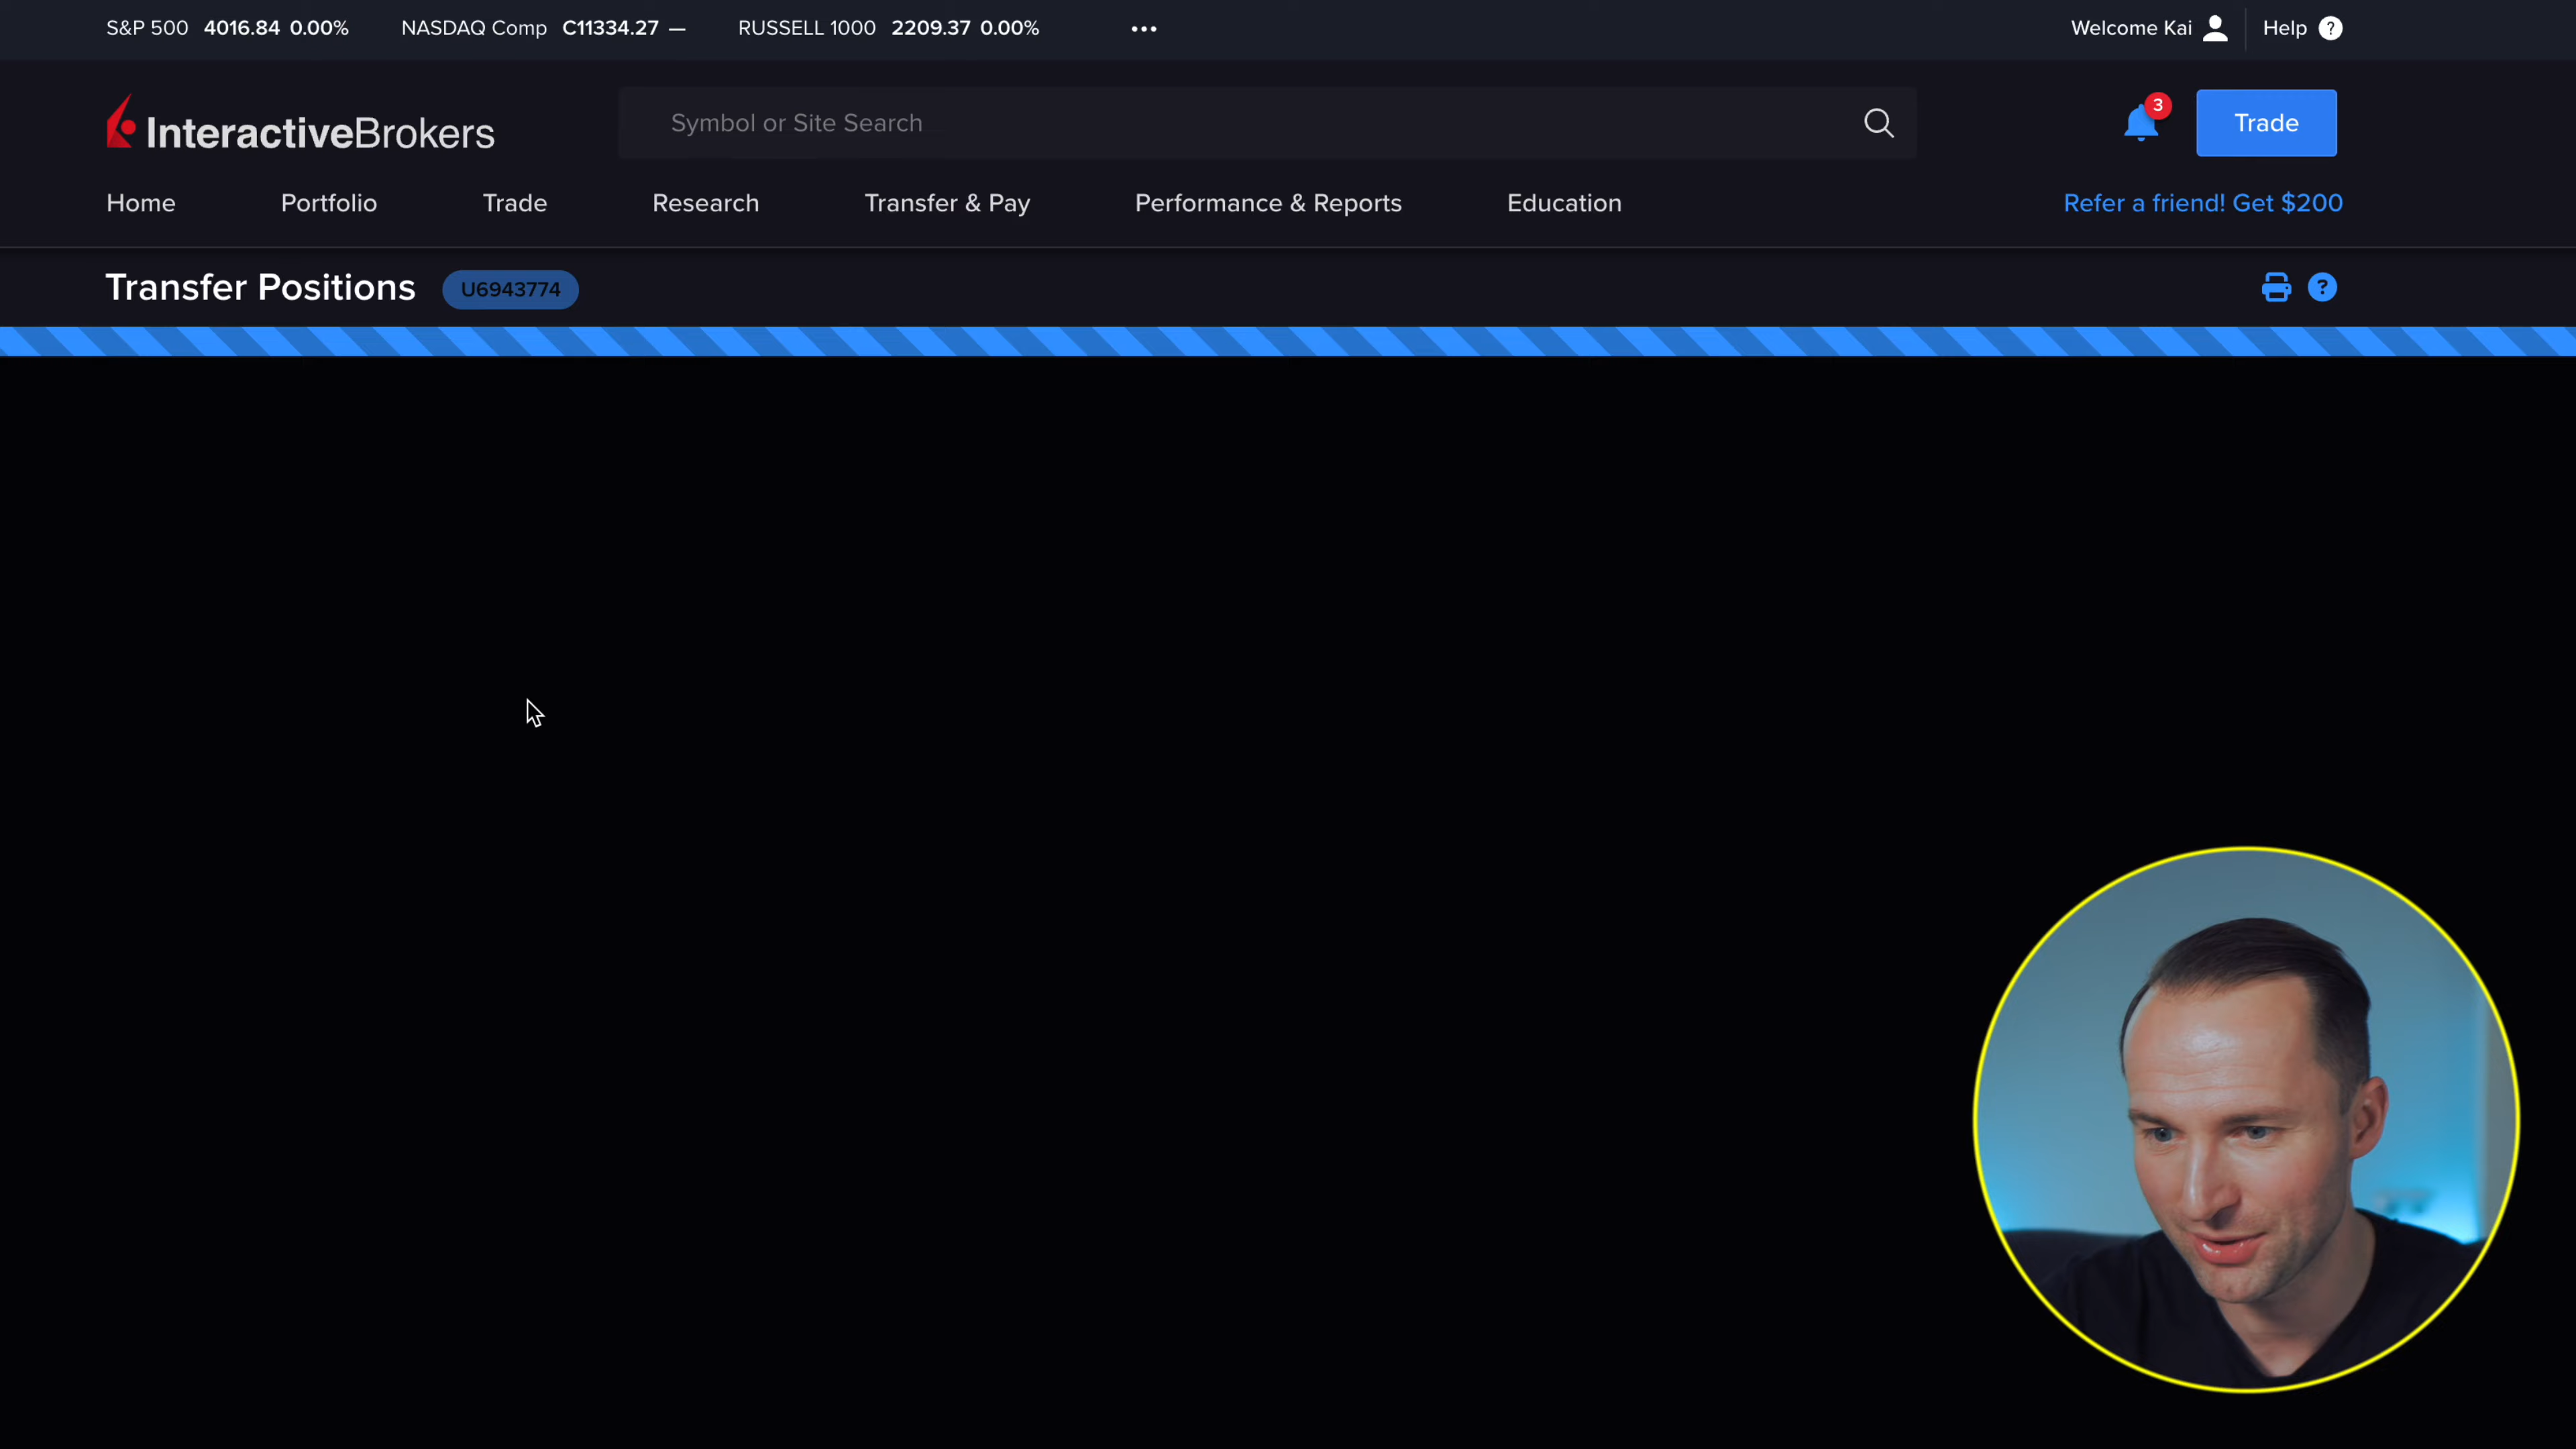 S&P 500 4016.84 0.00% NASDAQ Comp C11334.27 — RUSSELL 1000 2209.37 0.00% ••• Welcome Kai Help ?
InteractiveBrokers Symbol or Site Search 3 Trade
Home Portfolio Trade Research Transfer & Pay Performance & Reports Education Refer a friend! Get $200
Transfer Positions U6943774 ?